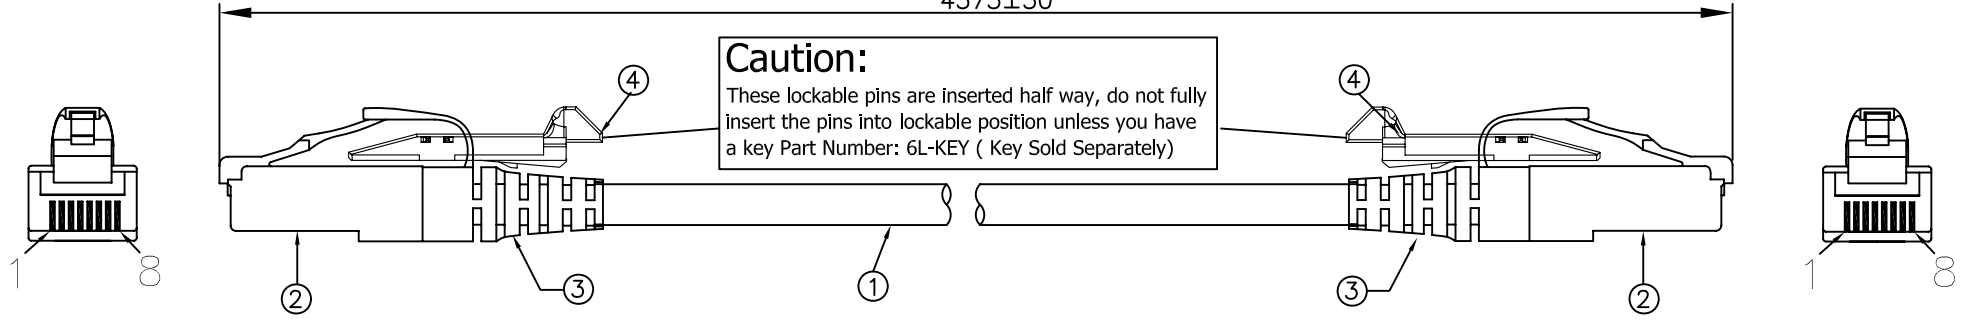 Caution:
These lockable pins are inserted half way, do not fully
insert the pins into lockable position unless you have
a key Part Number: 6L-KEY ( Key Sold Separately)
4
4
1
8
2
3
1
3
2
1
8